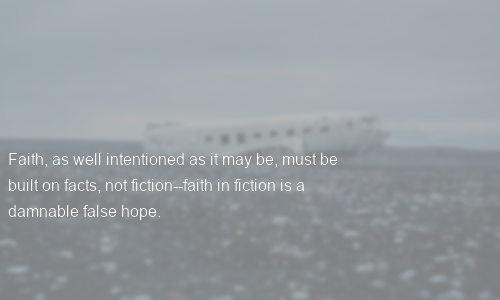 Faith, as well intentioned as it may be, must be
built on facts, not fiction--faith in fiction is a
damnable false hope.